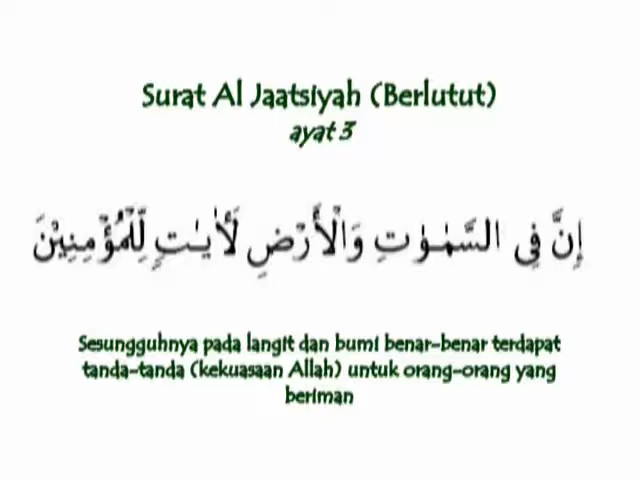 Surat Al Jaatsiyah (Berlutut)
ayat 3
إِنَّ فِى السَّمٰوٰتِ وَالْأَرْضِ لَأٰيٰتٍ لِّلْمُؤْمِنِيْنَ
Sesungguhnya pada langit dan bumi benar-benar terdapat
tanda-tanda (kekuasaan Allah) untuk orang-orang yang
beriman